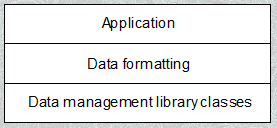 Application
Data formatting
Data management library classes